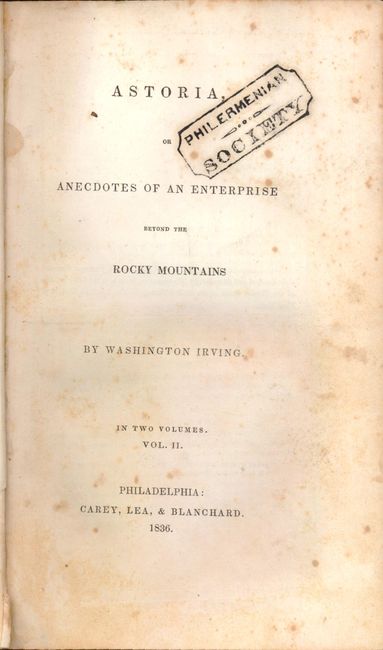 ASTORIA,
OR
ANECDOTES OF AN ENTERPRISE
BEYOND THE
ROCKY MOUNTAINS
BY WASHINGTON IRVING.
IN TWO VOLUMES.
VOL. II.
PHILADELPHIA:
CAREY, LEA, & BLANCHARD.
1836.
PHILERMENIAN
SOCIETY